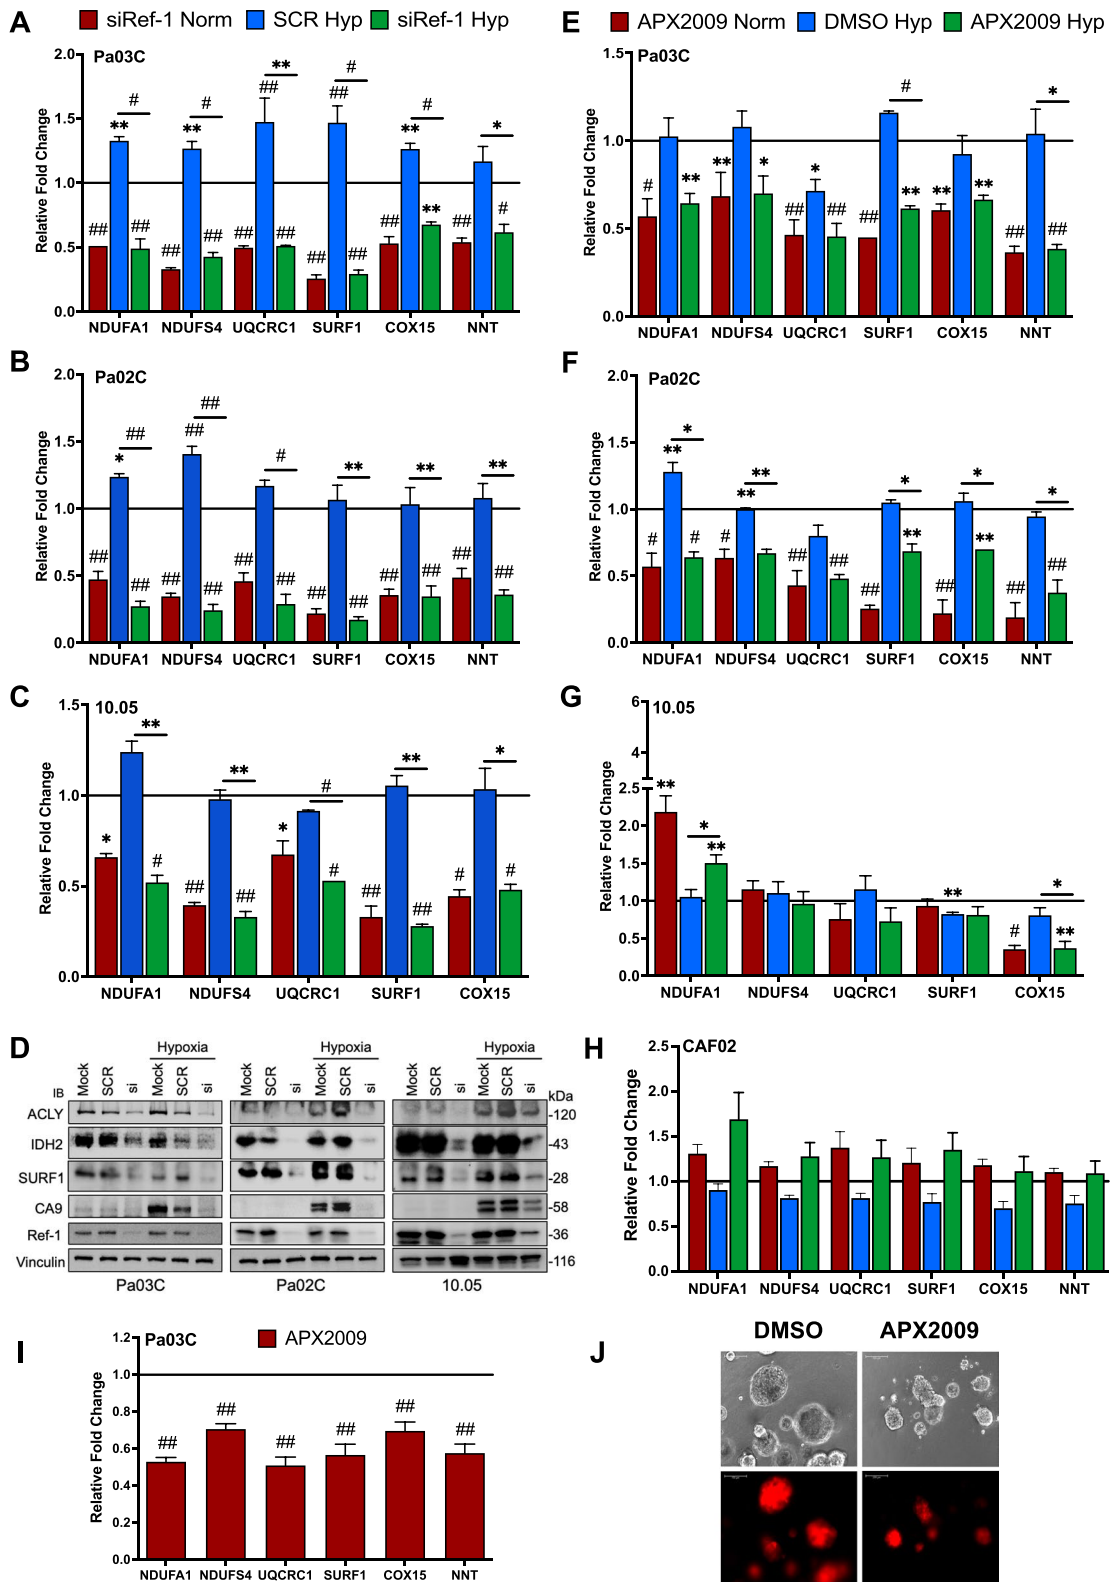 A
siRef-1 Norm SCR Hyp siRef-1 Hyp
Pa03C
Relative Fold Change
2.0
1.5
1.0
0.5
0.0
## ** ## # ## ** ## # ## ## ## ** ## ## # ## ## ** # ** ## * #
NDUFA1 NDUFS4 UQCRC1 SURF1 COX15 NNT
B
Pa02C
Relative Fold Change
2.0
1.5
1.0
0.5
0.0
## * ## ## ## ## ## ## ## ## # ## ** ## ## ** ## ## ** ##
NDUFA1 NDUFS4 UQCRC1 SURF1 COX15 NNT
C
10.05
Relative Fold Change
1.5
1.0
0.5
0.0
* ** # ## ** ## * # # ## ** ## # * #
NDUFA1 NDUFS4 UQCRC1 SURF1 COX15
D
Hypoxia Hypoxia Hypoxia
IB Mock SCR si Mock SCR si Mock SCR si Mock SCR si Mock SCR si Mock SCR si kDa
ACLY -120
IDH2 -43
SURF1 -28
CA9 -58
Ref-1 -36
Vinculin -116
Pa03C Pa02C 10.05
E
APX2009 Norm DMSO Hyp APX2009 Hyp
Pa03C
Relative Fold Change
1.5
1.0
0.5
0.0
# ** ** * ## * ## ## # ** ** ** ## * ##
NDUFA1 NDUFS4 UQCRC1 SURF1 COX15 NNT
F
Pa02C
Relative Fold Change
2.0
1.5
1.0
0.5
0.0
# ** * # # ** ** ## ## ## * ** ## * ** ## * ##
NDUFA1 NDUFS4 UQCRC1 SURF1 COX15 NNT
G
10.05
Relative Fold Change
6
4
2.5
2.0
1.5
1.0
0.5
0.0
** * ** ** # * **
NDUFA1 NDUFS4 UQCRC1 SURF1 COX15
H
CAF02
Relative Fold Change
2.5
2.0
1.5
1.0
0.5
0.0
NDUFA1 NDUFS4 UQCRC1 SURF1 COX15 NNT
I
Pa03C
APX2009
Relative Fold Change
1.2
1.0
0.8
0.6
0.4
0.2
0.0
## ## ## ## ## ##
NDUFA1 NDUFS4 UQCRC1 SURF1 COX15 NNT
J
DMSO APX2009